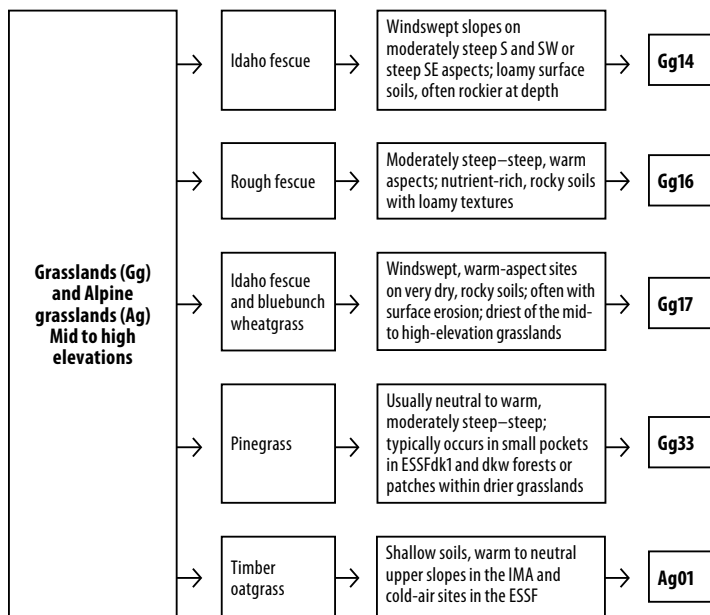 Grasslands (Gg)
and Alpine
grasslands (Ag)
Mid to high
elevations
Idaho fescue
Windswept slopes on
moderately steep S and SW or
steep SE aspects; loamy surface
soils, often rockier at depth
Gg14
Rough fescue
Moderately steep–steep, warm
aspects; nutrient-rich, rocky soils
with loamy textures
Gg16
Idaho fescue
and bluebunch
wheatgrass
Windswept, warm-aspect sites
on very dry, rocky soils; often with
surface erosion; driest of the mid-
to high-elevation grasslands
Gg17
Pinegrass
Usually neutral to warm,
moderately steep–steep;
typically occurs in small pockets
in ESSFdk1 and dkw forests or
patches within drier grasslands
Gg33
Timber
oatgrass
Shallow soils, warm to neutral
upper slopes in the IMA and
cold-air sites in the ESSF
Ag01